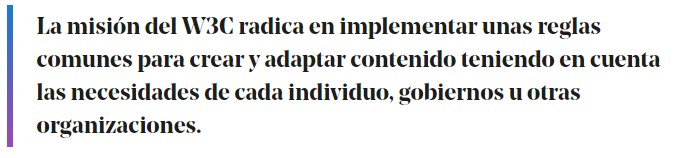 La misión del W3C radica en implementar unas reglas
comunes para crear y adaptar contenido teniendo en cuenta
las necesidades de cada individuo, gobiernos u otras
organizaciones.